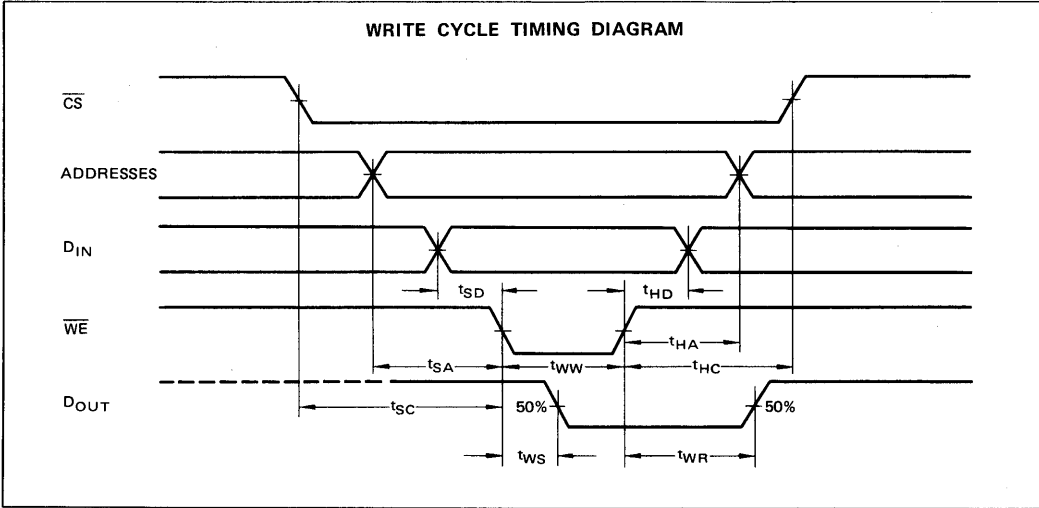 WRITE CYCLE TIMING DIAGRAM
CS
ADDRESSES
DIN
tSD
tHD
WE
tHA
tSA
tWW
tHC
DOUT
tSC
50%
50%
tWS
tWR